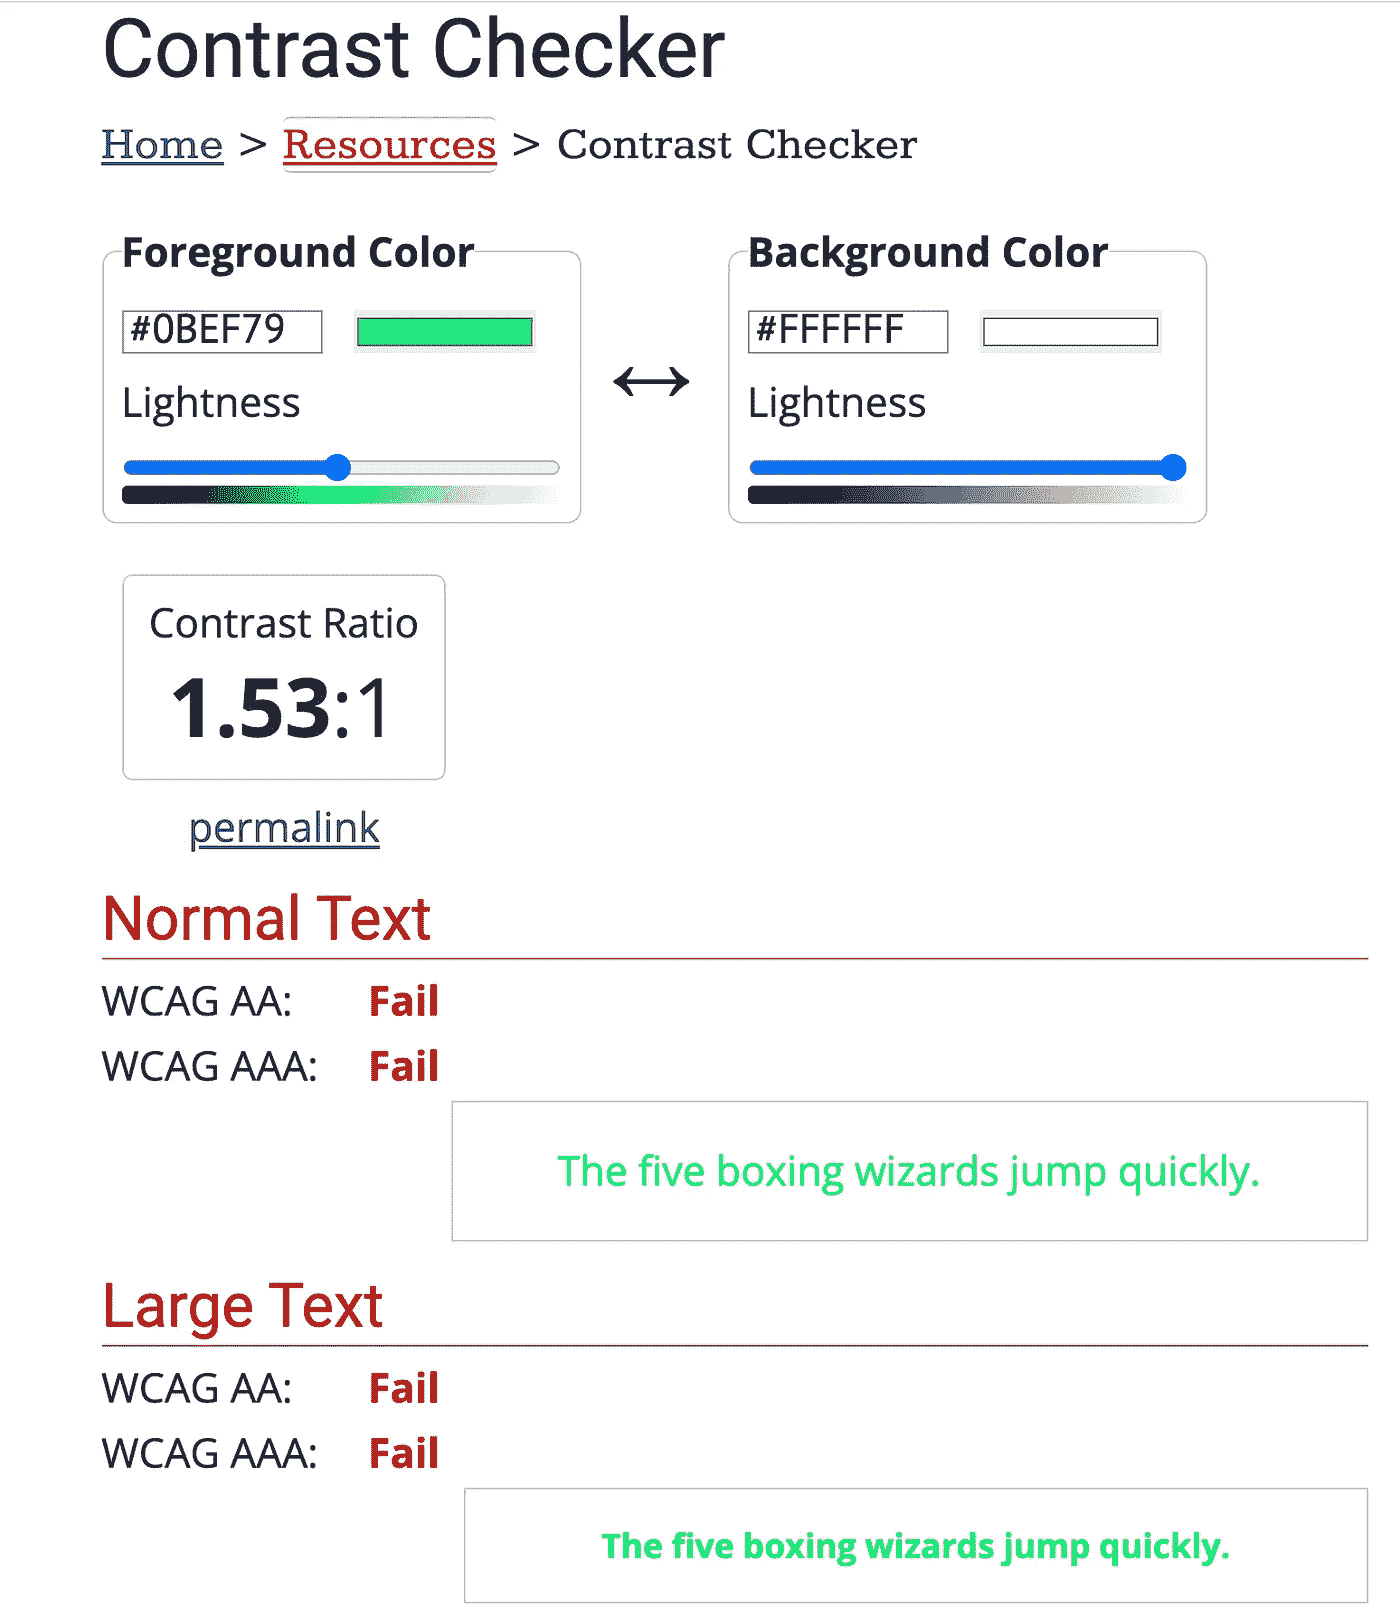 Contrast Checker
Home > Resources > Contrast Checker
Foreground Color
#0BEF79
Lightness
Background Color
#FFFFFF
Lightness
Contrast Ratio
1.53:1
permalink
Normal Text
WCAG AA: Fail
WCAG AAA: Fail
The five boxing wizards jump quickly.
Large Text
WCAG AA: Fail
WCAG AAA: Fail
The five boxing wizards jump quickly.